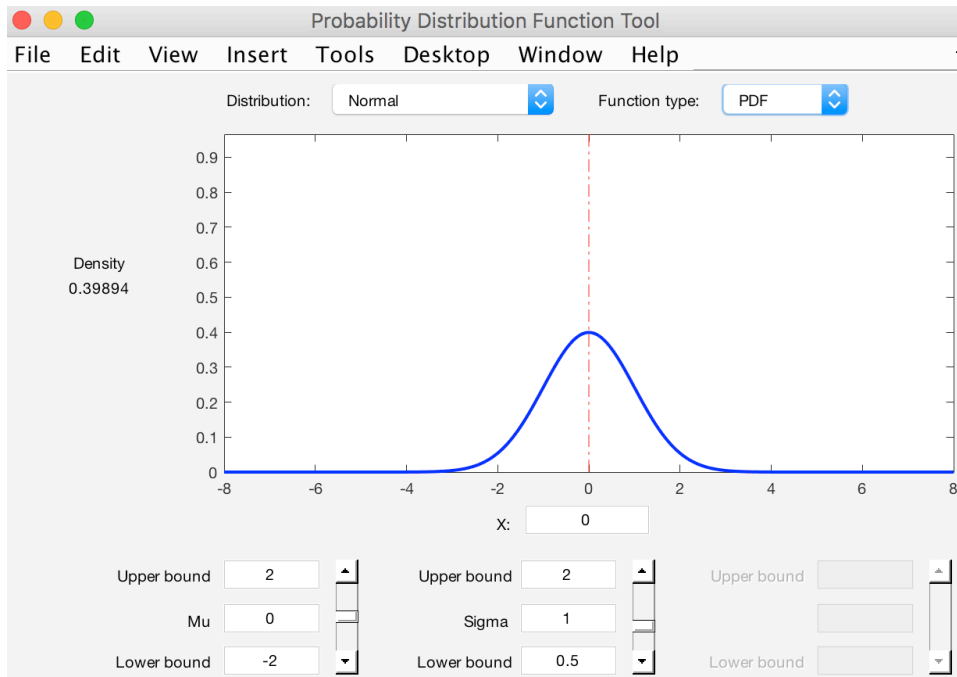 Probability Distribution Function Tool
File Edit View Insert Tools Desktop Window Help
Distribution: Normal Function type: PDF
0.9
0.8
0.7
0.6
0.5
0.4
0.3
0.2
0.1
0
Density
0.39894
-8 -6 -4 -2 0 2 4 6 8
X: 0
Upper bound 2 Upper bound 2 Upper bound
Mu 0 Sigma 1
Lower bound -2 Lower bound 0.5 Lower bound